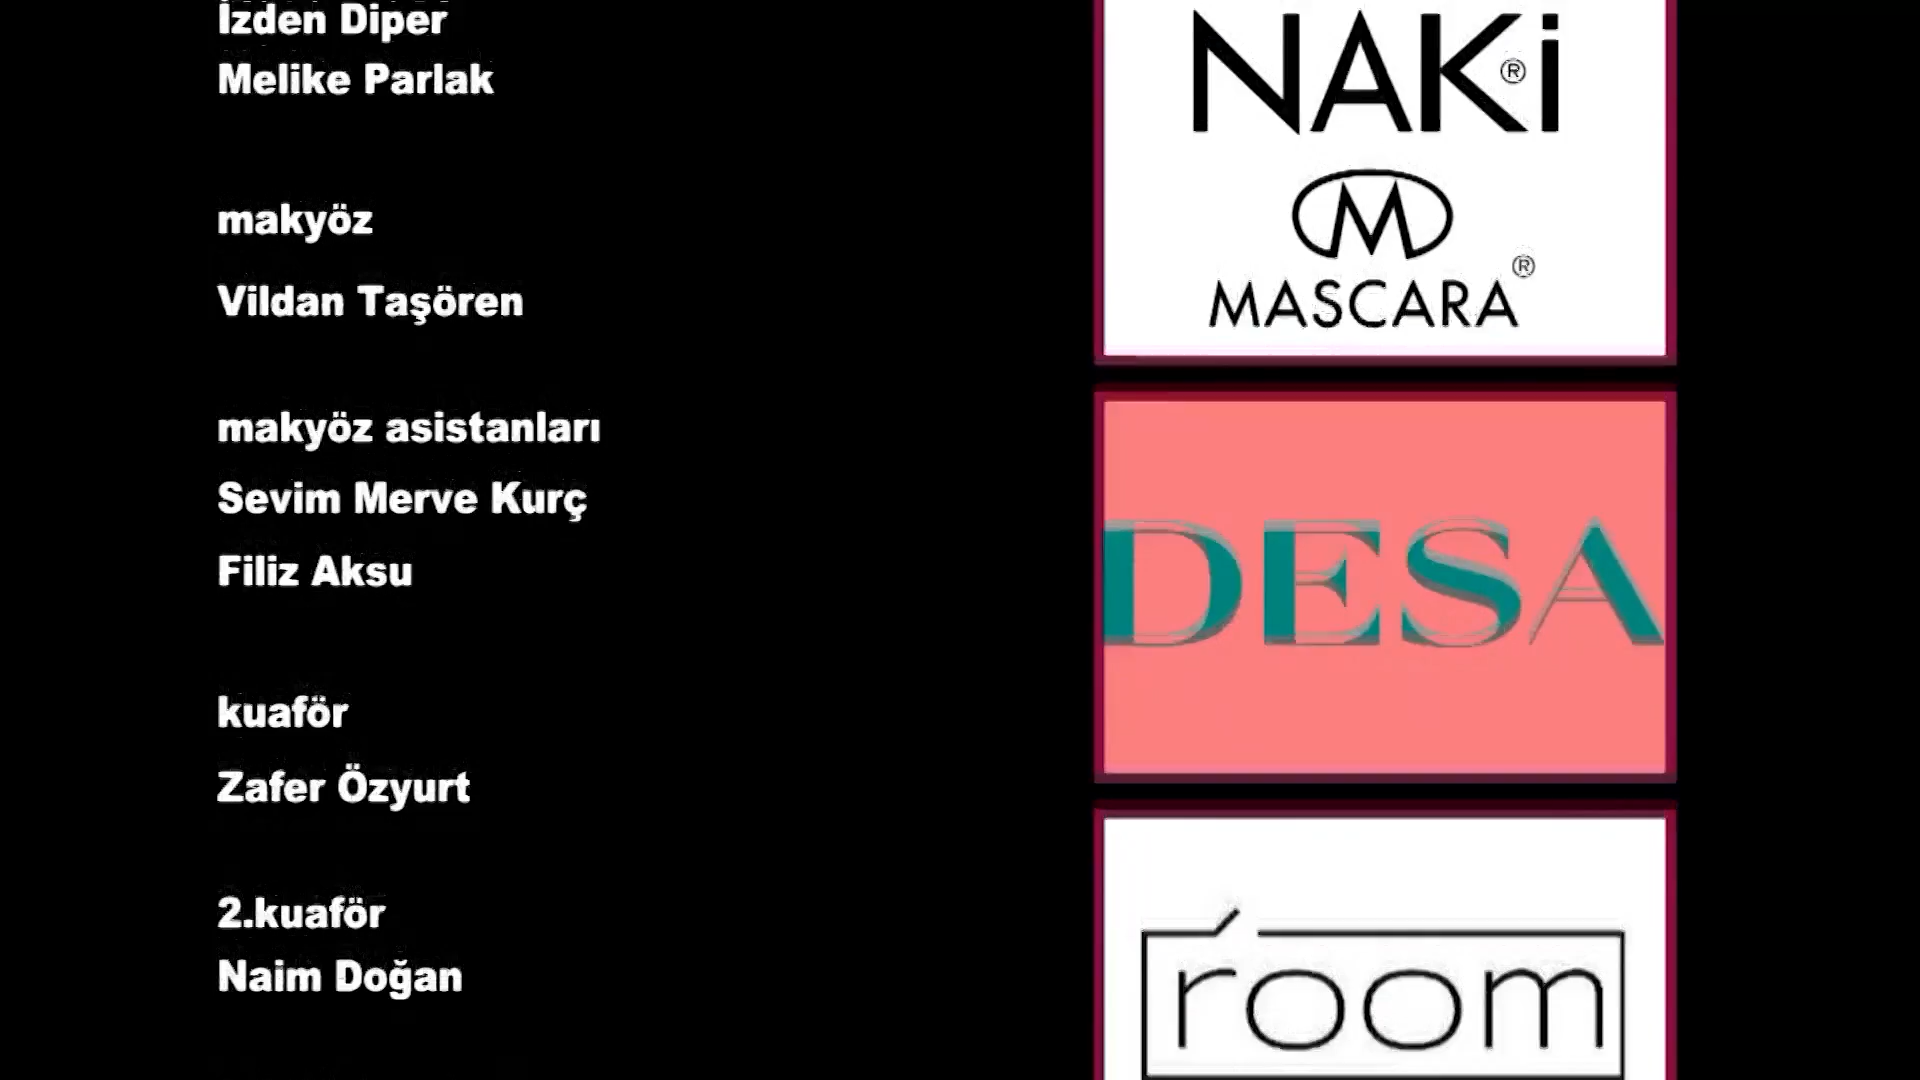 İzden Diper
Melike Parlak
makyöz
Vildan Taşören
makyöz asistanları
Sevim Merve Kurç
Filiz Aksu
kuaför
Zafer Özyurt
2.kuaför
Naim Doğan
NAKi ®
M
MASCARA ®
DESA
room